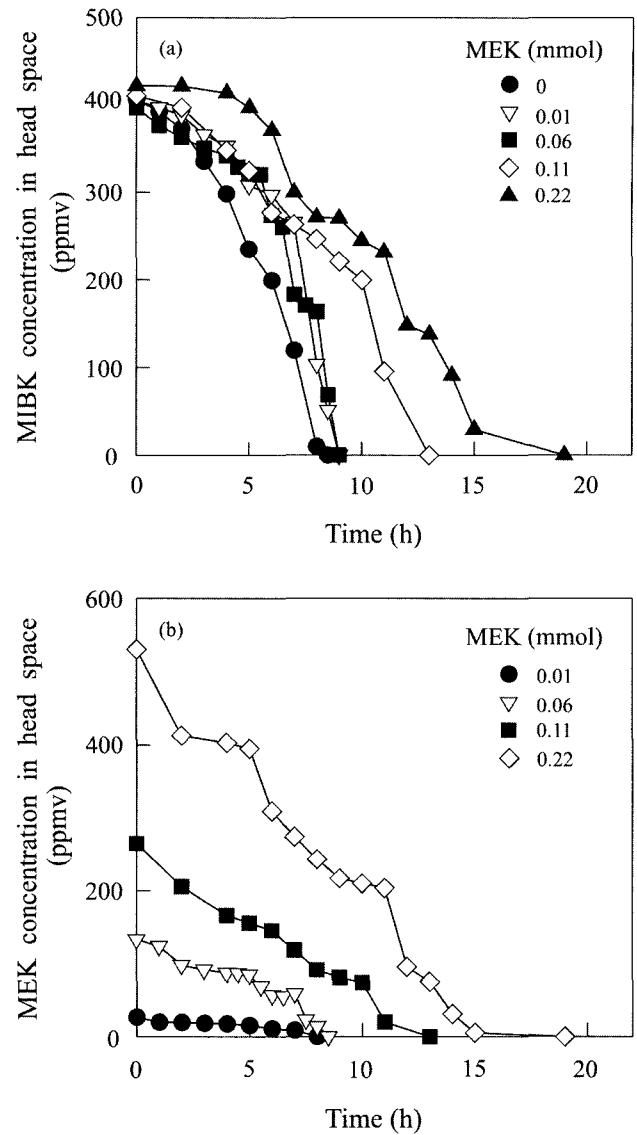 MIBK concentration in head space
(ppmv)
500
400
300
200
100
0
(a)
MEK (mmol)
0
0.01
0.06
0.11
0.22
0 5 10 15 20
Time (h)
MEK concentration in head space
(ppmv)
600
400
200
0
(b)
MEK (mmol)
0.01
0.06
0.11
0.22
0 5 10 15 20
Time (h)